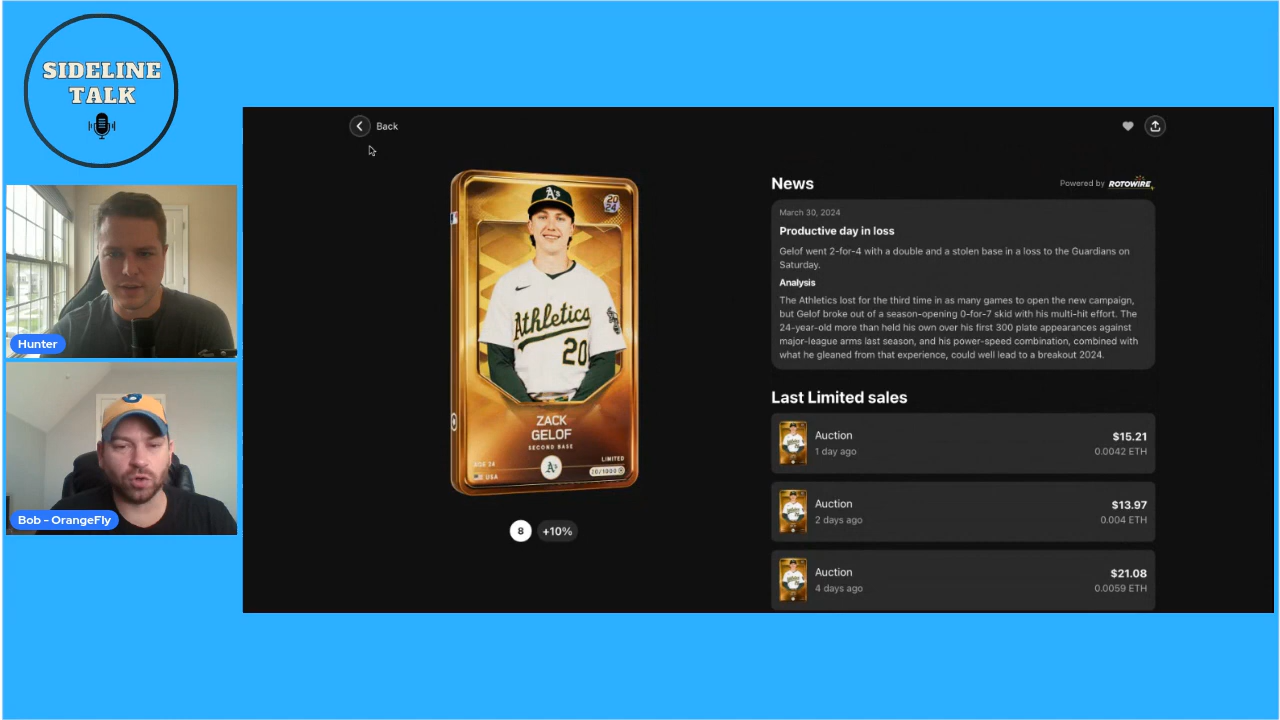 SIDELINE
TALK
Hunter
Bob - OrangeFly
Back
A's
20
24
Athletics
20
ZACK
GELOF
SECOND BASE
AGE 24
USA
A's
LIMITED
8
+10%
News
Powered by ROTOWIRE
March 30, 2024
Productive day in loss
Gelof went 2-for-4 with a double and a stolen base in a loss to the Guardians on
Saturday.
Analysis
The Athletics lost for the third time in as many games to open the new campaign,
but Gelof broke out of a season-opening 0-for-7 skid with his multi-hit effort. The
24-year-old more than held his own over his first 300 plate appearances against
major-league arms last season, and his power-speed combination, combined with
what he gleaned from that experience, could well lead to a breakout 2024.
Last Limited sales
Auction
$15.21
1 day ago
0.0042 ETH
Auction
$13.97
2 days ago
0.004 ETH
Auction
$21.08
4 days ago
0.0059 ETH